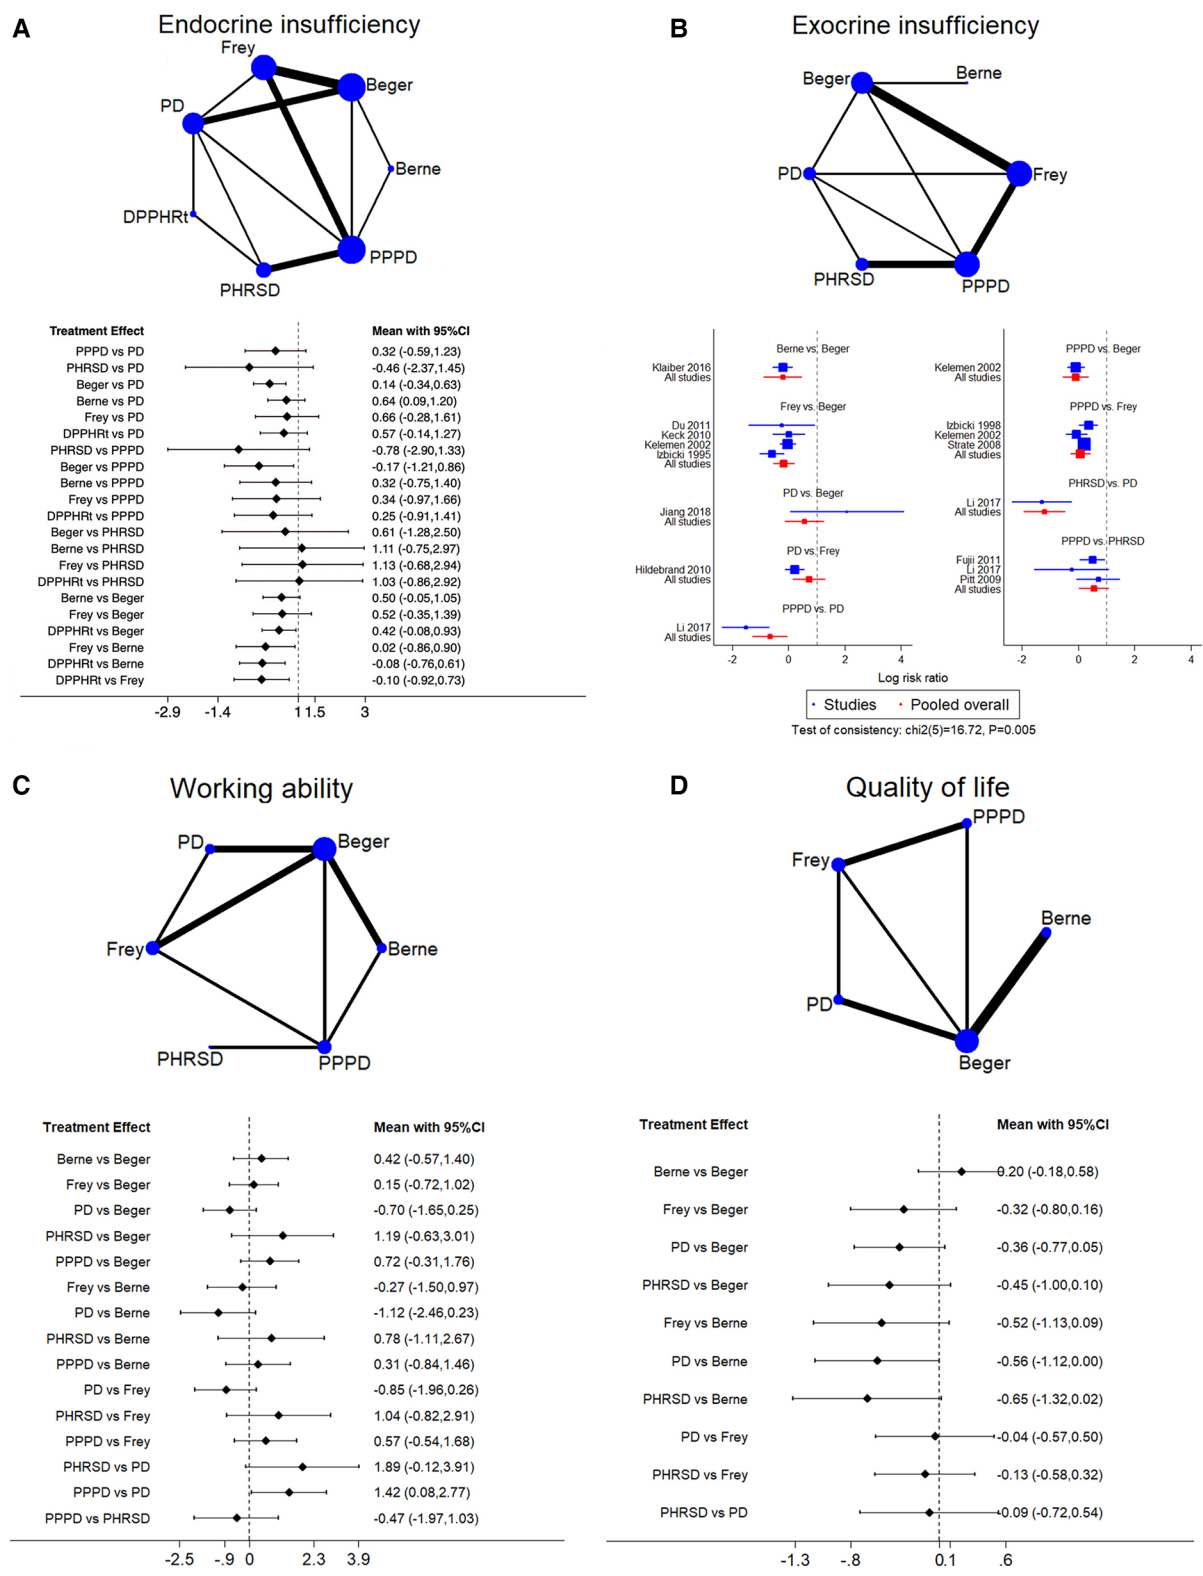 A
Endocrine insufficiency
Frey
Beger
PD
Berne
DPPHRt
PPPD
PHRSD
Treatment Effect Mean with 95%CI
PPPD vs PD 0.32 (-0.59,1.23)
PHRSD vs PD -0.46 (-2.37,1.45)
Beger vs PD 0.14 (-0.34,0.63)
Berne vs PD 0.64 (0.09,1.20)
Frey vs PD 0.66 (-0.28,1.61)
DPPHRt vs PD 0.57 (-0.14,1.27)
PHRSD vs PPPD -0.78 (-2.90,1.33)
Beger vs PPPD -0.17 (-1.21,0.86)
Berne vs PPPD 0.32 (-0.75,1.40)
Frey vs PPPD 0.34 (-0.97,1.66)
DPPHRt vs PPPD 0.25 (-0.91,1.41)
Beger vs PHRSD 0.61 (-1.28,2.50)
Berne vs PHRSD 1.11 (-0.75,2.97)
Frey vs PHRSD 1.13 (-0.68,2.94)
DPPHRt vs PHRSD 1.03 (-0.86,2.92)
Berne vs Beger 0.50 (-0.05,1.05)
Frey vs Beger 0.52 (-0.35,1.39)
DPPHRt vs Beger 0.42 (-0.08,0.93)
Frey vs Berne 0.02 (-0.86,0.90)
DPPHRt vs Berne -0.08 (-0.76,0.61)
DPPHRt vs Frey -0.10 (-0.92,0.73)
-2.9 -1.4 1 1.5 3
B
Exocrine insufficiency
Beger
Berne
PD
Frey
PHRSD
PPPD
Berne vs. Beger
Klaiber 2016
All studies
Frey vs. Beger
Du 2011
Keck 2010
Kelemen 2002
Izbicki 1995
All studies
PD vs. Beger
Jiang 2018
All studies
PD vs. Frey
Hildebrand 2010
All studies
PPPD vs. PD
Li 2017
All studies
-2 0 2 4
PPPD vs. Beger
Kelemen 2002
All studies
PPPD vs. Frey
Izbicki 1998
Kelemen 2002
Strate 2008
All studies
PHRSD vs. PD
Li 2017
All studies
PPPD vs. PHRSD
Fujii 2011
Li 2017
Pitt 2009
All studies
-2 0 2 4
Log risk ratio
Studies Pooled overall
Test of consistency: chi2(5)=16.72, P=0.005
C
Working ability
PD
Beger
Frey
Berne
PHRSD
PPPD
Treatment Effect Mean with 95%CI
Berne vs Beger 0.42 (-0.57,1.40)
Frey vs Beger 0.15 (-0.72,1.02)
PD vs Beger -0.70 (-1.65,0.25)
PHRSD vs Beger 1.19 (-0.63,3.01)
PPPD vs Beger 0.72 (-0.31,1.76)
Frey vs Berne -0.27 (-1.50,0.97)
PD vs Berne -1.12 (-2.46,0.23)
PHRSD vs Berne 0.78 (-1.11,2.67)
PPPD vs Berne 0.31 (-0.84,1.46)
PD vs Frey -0.85 (-1.96,0.26)
PHRSD vs Frey 1.04 (-0.82,2.91)
PPPD vs Frey 0.57 (-0.54,1.68)
PHRSD vs PD 1.89 (-0.12,3.91)
PPPD vs PD 1.42 (0.08,2.77)
PPPD vs PHRSD -0.47 (-1.97,1.03)
-2.5 -.9 0 2.3 3.9
D
Quality of life
PPPD
Frey
Berne
PD
Beger
Treatment Effect Mean with 95%CI
Berne vs Beger 0.20 (-0.18,0.58)
Frey vs Beger -0.32 (-0.80,0.16)
PD vs Beger -0.36 (-0.77,0.05)
PHRSD vs Beger -0.45 (-1.00,0.10)
Frey vs Berne -0.52 (-1.13,0.09)
PD vs Berne -0.56 (-1.12,0.00)
PHRSD vs Berne -0.65 (-1.32,0.02)
PD vs Frey -0.04 (-0.57,0.50)
PHRSD vs Frey -0.13 (-0.58,0.32)
PHRSD vs PD -0.09 (-0.72,0.54)
-1.3 -.8 0.1 .6